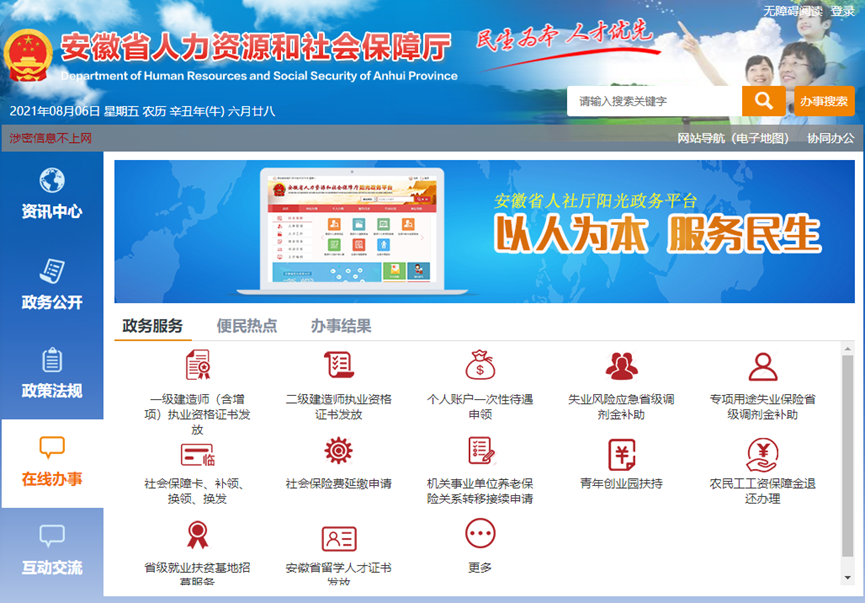 无障碍阅读 登录
安徽省人力资源和社会保障厅
Department of Human Resources and Social Security of Anhui Province
民生为本 人才优先
2021年08月06日 星期五 农历 辛丑年(牛) 六月廿八
请输入搜索关键字
办事搜索
涉密信息不上网
网站导航（电子地图） 协同办公
资讯中心
政务公开
政策法规
在线办事
互动交流
安徽省人社厅阳光政务平台
以人为本 服务民生
政务服务 便民热点 办事结果
一级建造师（含增
项）执业资格证书发
放
二级建造师执业资格
证书发放
个人账户一次性待遇
申领
失业风险应急省级调
剂金补助
专项用途失业保险省
级调剂金补助
临
社会保障卡、补领、
换领、换发
社会保险费延缴申请
机关事业单位养老保
险关系转移接续申请
青年创业园扶持
农民工工资保障金退
还办理
省级就业扶贫基地招
募服务
安徽省留学人才证书
发放
更多